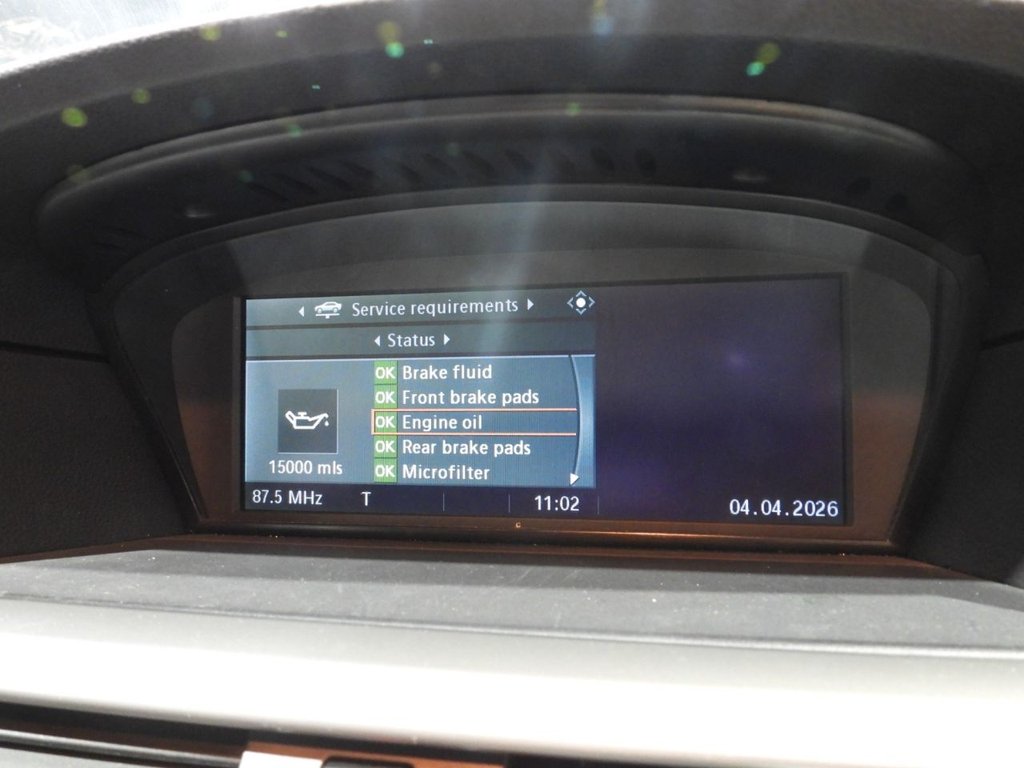 Service requirements
Status
OK Brake fluid
OK Front brake pads
OK Engine oil
OK Rear brake pads
OK Microfilter
15000 mls
87.5 MHz T 11:02 04.04.2026